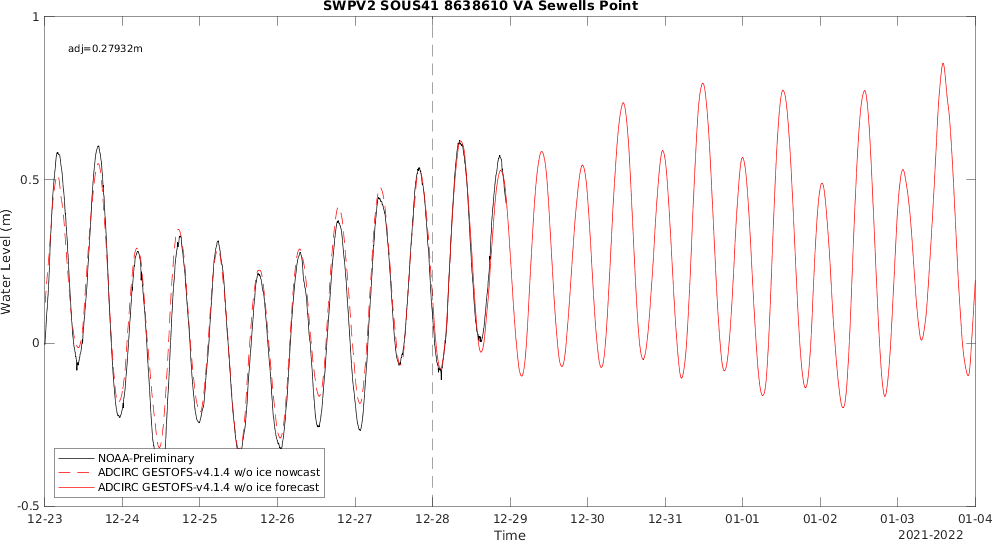 SWPV2 SOUS41 8638610 VA Sewells Point
adj=0.27932m
1
0.5
0
-0.5
Water Level (m)
NOAA-Preliminary
ADCIRC GESTOFS-v4.1.4 w/o ice nowcast
ADCIRC GESTOFS-v4.1.4 w/o ice forecast
12-23 12-24 12-25 12-26 12-27 12-28 12-29 12-30 12-31 01-01 01-02 01-03 01-04
Time
2021-2022